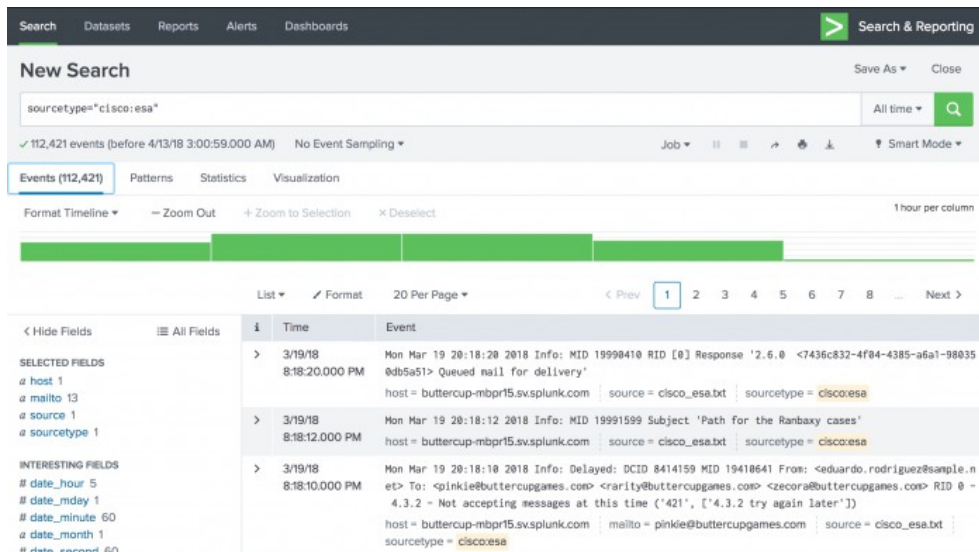 Search Datasets Reports Alerts Dashboards Search & Reporting
New Search Save As Close
sourcetype="cisco:esa" All time
112,421 events (before 4/13/18 3:00:59.000 AM) No Event Sampling Job Smart Mode
Events (112,421) Patterns Statistics Visualization
Format Timeline — Zoom Out + Zoom to Selection × Deselect 1 hour per column
List Format 20 Per Page < Prev 1 2 3 4 5 6 7 8 ... Next >
< Hide Fields All Fields i Time Event
SELECTED FIELDS
a host 1
a mailto 13
a source 1
a sourcetype 1
INTERESTING FIELDS
# date_hour 5
# date_mday 1
# date_minute 60
a date_month 1
# date_second 60
> 3/19/18 Mon Mar 19 20:18:20 2018 Info: MID 19990410 RID [0] Response '2.6.0 <7436c832-4f04-4385-a6a1-98035
8:18:20.000 PM 0db5a51> Queued mail for delivery'
host = buttercup-mbpr15.sv.splunk.com source = cisco_esa.txt sourcetype = cisco:esa
> 3/19/18 Mon Mar 19 20:18:12 2018 Info: MID 19991599 Subject 'Path for the Ranbaxy cases'
8:18:12.000 PM host = buttercup-mbpr15.sv.splunk.com source = cisco_esa.txt sourcetype = cisco:esa
> 3/19/18 Mon Mar 19 20:18:10 2018 Info: Delayed: DCID 8414159 MID 19410641 From: <eduardo.rodriguez@sample.n
8:18:10.000 PM et> To: <pinkie@buttercupgames.com> <rarity@buttercupgames.com> <zecora@buttercupgames.com> RID 0 -
4.3.2 - Not accepting messages at this time ('421', ['4.3.2 try again later'])
host = buttercup-mbpr15.sv.splunk.com mailto = pinkie@buttercupgames.com source = cisco_esa.txt
sourcetype = cisco:esa